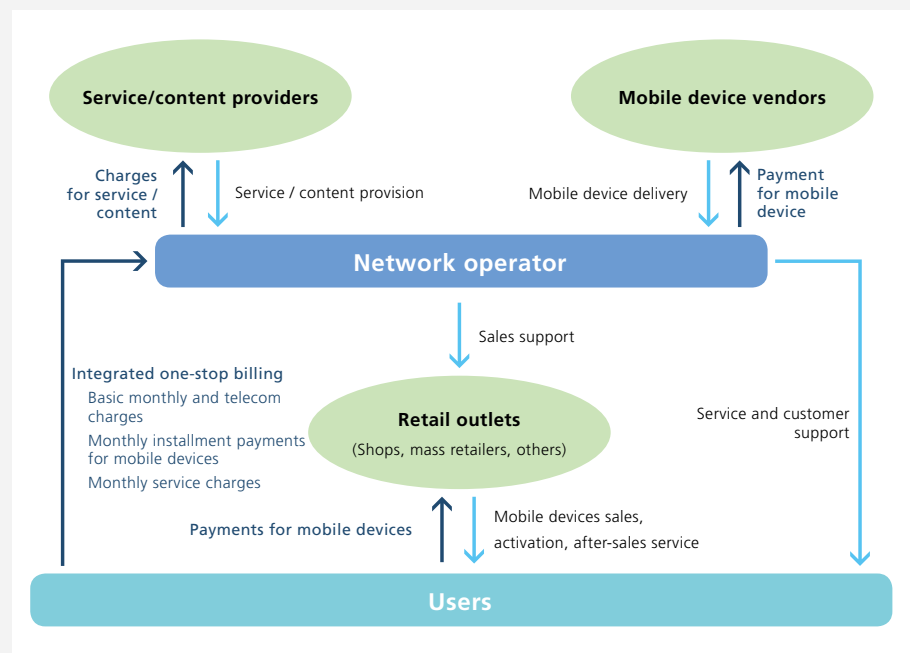 Service/content providers
Mobile device vendors
Charges
for service /
content
Service / content provision
Mobile device delivery
Payment
for mobile
device
Network operator
Sales support
Integrated one-stop billing
Basic monthly and telecom
charges
Monthly installment payments
for mobile devices
Monthly service charges
Retail outlets
(Shops, mass retailers, others)
Service and customer
support
Payments for mobile devices
Mobile devices sales,
activation, after-sales service
Users